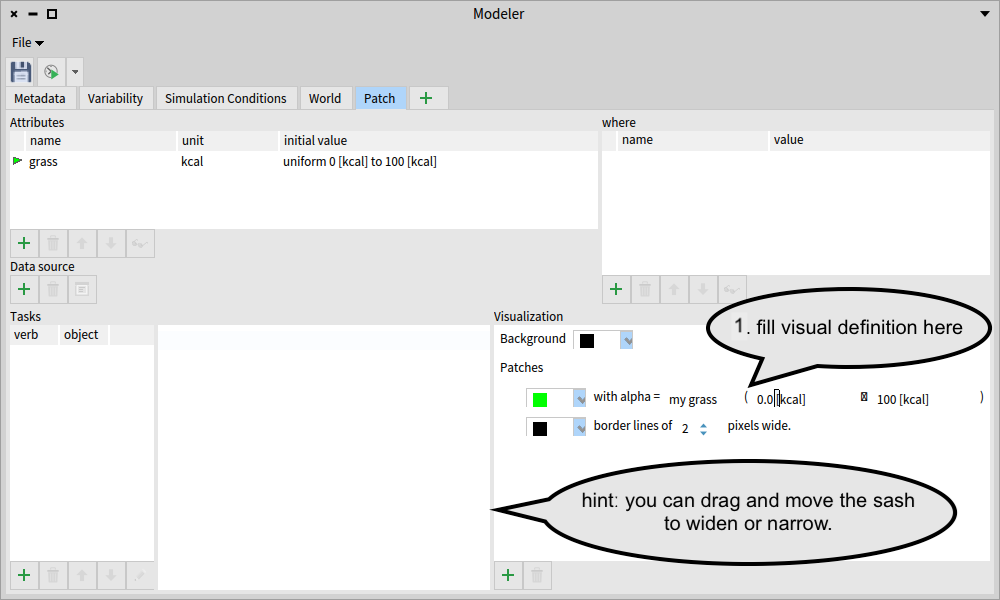 Modeler
File
Metadata Variability Simulation Conditions World Patch
Attributes
name unit initial value
grass kcal uniform 0 [kcal] to 100 [kcal]
where
name value
Data source
Tasks
verb object
Visualization
1. fill visual definition here
Background
Patches
with alpha = my grass ( 0.0 [kcal] 100 [kcal] )
border lines of 2 pixels wide.
hint: you can drag and move the sash
to widen or narrow.